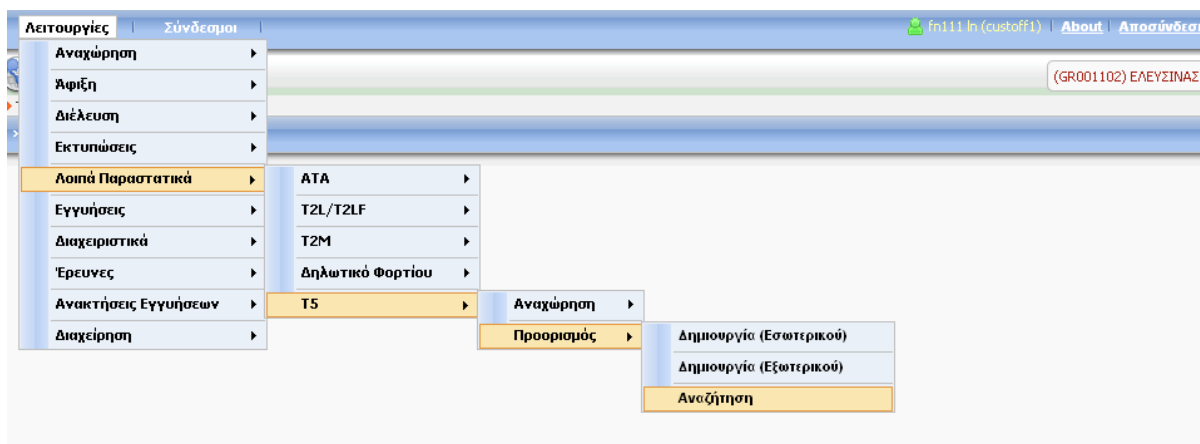 Λειτουργίες | Σύνδεσμοι | fn111 ln (custoff1) | About | Αποσύνδεσ
Αναχώρηση
Άφιξη
(GR001102) ΕΛΕΥΣΙΝΑΣ
Διέλευση
Εκτυπώσεις
Λοιπά Παραστατικά
ATA
Εγγυήσεις
T2L/T2LF
Διαχειριστικά
T2M
Έρευνες
Δηλωτικό Φορτίου
Ανακτήσεις Εγγυήσεων
T5
Αναχώρηση
Διαχείρηση
Προορισμός
Δημιουργία (Εσωτερικού)
Δημιουργία (Εξωτερικού)
Αναζήτηση